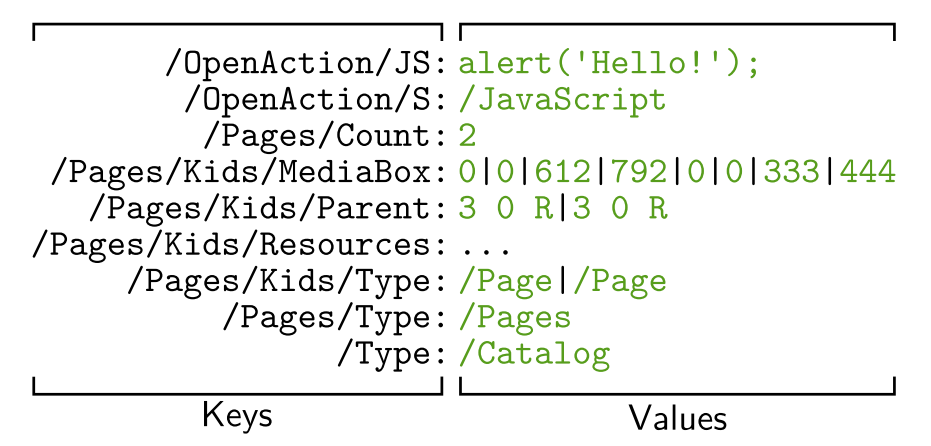 /OpenAction/JS: alert('Hello!');
/OpenAction/S: /JavaScript
/Pages/Count: 2
/Pages/Kids/MediaBox: 0|0|612|792|0|0|333|444
/Pages/Kids/Parent: 3 0 R|3 0 R
/Pages/Kids/Resources: ...
/Pages/Kids/Type: /Page|/Page
/Pages/Type: /Pages
/Type: /Catalog
Keys Values